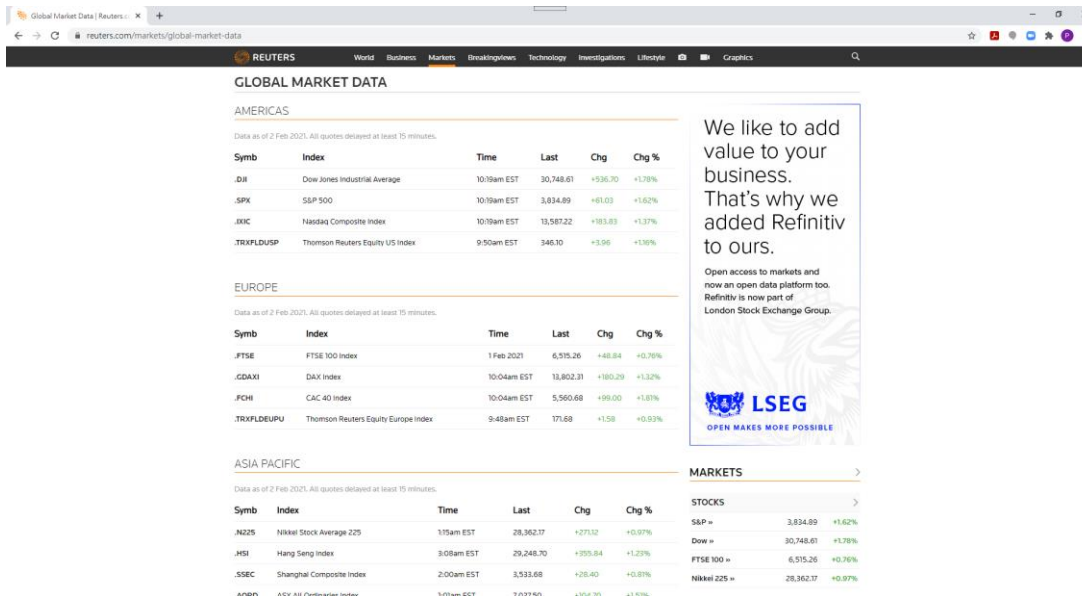 Global Market Data | Reuters.c
reuters.com/markets/global-market-data
REUTERS World Business Markets Breakingviews Technology Investigations Lifestyle Graphics
GLOBAL MARKET DATA
AMERICAS
Data as of 2 Feb 2021. All quotes delayed at least 15 minutes.
Symb Index Time Last Chg Chg %
.DJI Dow Jones Industrial Average 10:19am EST 30,748.61 +536.70 +1.78%
.SPX S&P 500 10:19am EST 3,834.89 +61.03 +1.62%
.IXIC Nasdaq Composite Index 10:19am EST 13,587.22 +183.83 +1.37%
.TRXFLDUSP Thomson Reuters Equity US Index 9:50am EST 346.10 +3.96 +1.16%
EUROPE
Data as of 2 Feb 2021. All quotes delayed at least 15 minutes.
Symb Index Time Last Chg Chg %
.FTSE FTSE 100 Index 1 Feb 2021 6,515.26 +48.84 +0.76%
.GDAXI DAX Index 10:04am EST 13,802.31 +180.29 +1.32%
.FCHI CAC 40 Index 10:04am EST 5,560.68 +99.00 +1.81%
.TRXFLDEUPU Thomson Reuters Equity Europe Index 9:48am EST 171.68 +1.58 +0.93%
ASIA PACIFIC
Data as of 2 Feb 2021. All quotes delayed at least 15 minutes.
Symb Index Time Last Chg Chg %
.N225 Nikkei Stock Average 225 1:15am EST 28,362.17 +271.12 +0.97%
.HSI Hang Seng Index 3:08am EST 29,248.70 +355.84 +1.23%
.SSEC Shanghai Composite Index 2:00am EST 3,533.68 +28.40 +0.81%
.AORD ASX All Ordinaries Index 1:01am EST 7,027.50 +104.70 +1.51%
We like to add
value to your
business.
That's why we
added Refinitiv
to ours.
Open access to markets and
now an open data platform too.
Refinitiv is now part of
London Stock Exchange Group.
LSEG
OPEN MAKES MORE POSSIBLE
MARKETS
STOCKS
S&P » 3,834.89 +1.62%
Dow » 30,748.61 +1.78%
FTSE 100 » 6,515.26 +0.76%
Nikkei 225 » 28,362.17 +0.97%